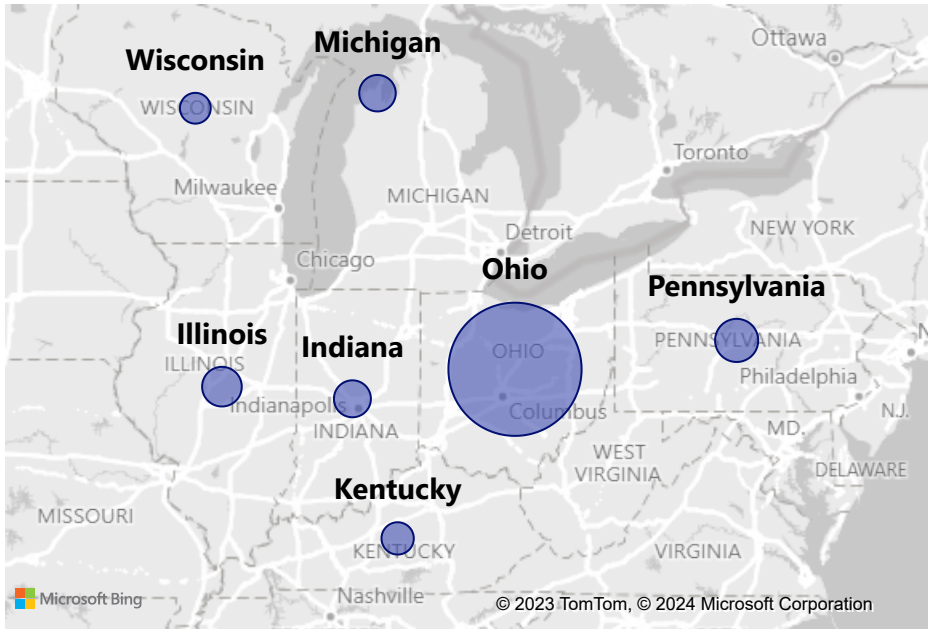 Michigan
Ottawa
Wisconsin
WISCONSIN
Toronto
Milwaukee
MICHIGAN
NEW YORK
Detroit
Chicago
Ohio
Pennsylvania
Illinois
Indiana
ILLINOIS
OHIO
PENNSYLVANIA
Philadelphia
Indianapolis
Columbus
N.J.
INDIANA
MD.
WEST
VIRGINIA
DELAWARE
Kentucky
MISSOURI
KENTUCKY
VIRGINIA
Microsoft Bing
Nashville
© 2023 TomTom, © 2024 Microsoft Corporation